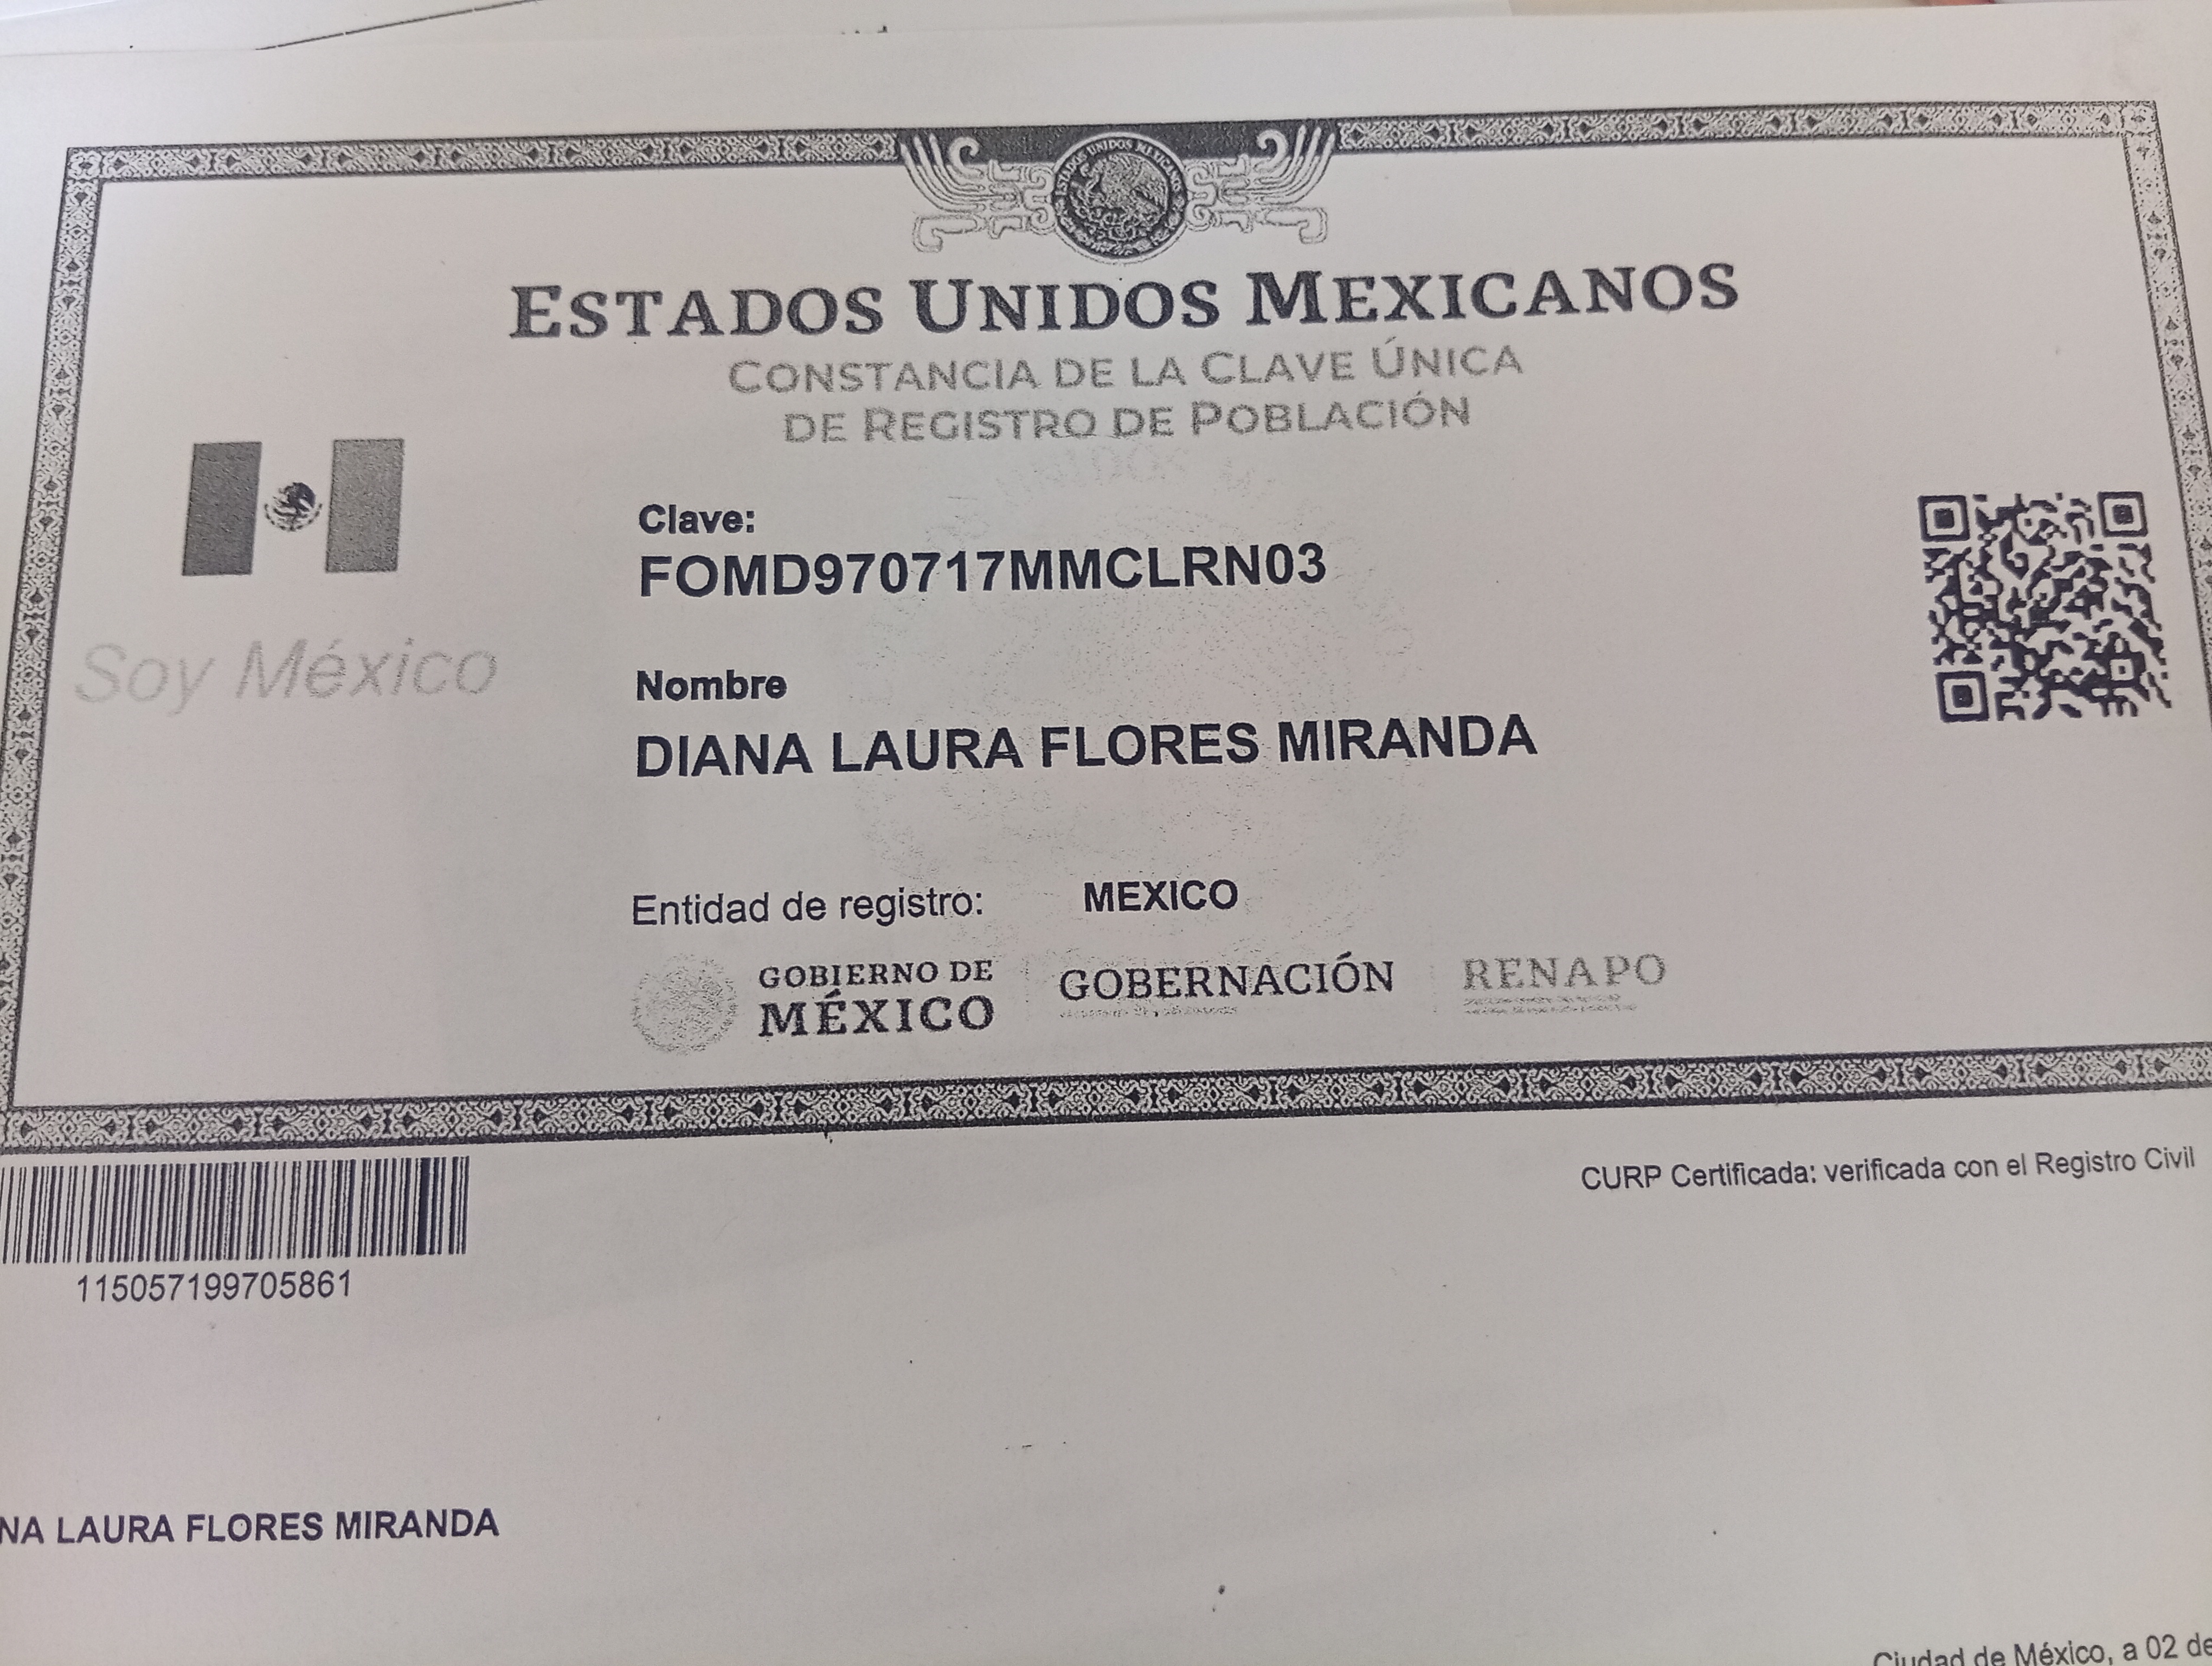 ESTADOS UNIDOS MEXICANOS
CONSTANCIA DE LA CLAVE ÚNICA
DE REGISTRO DE POBLACIÓN
Soy México
Clave:
FOMD970717MMCLRN03
Nombre
DIANA LAURA FLORES MIRANDA
Entidad de registro: MEXICO
GOBIERNO DE
MÉXICO
GOBERNACIÓN
RENAPO
CURP Certificada: verificada con el Registro Civil
115057199705861
NA LAURA FLORES MIRANDA
Ciudad de México, a 02 de